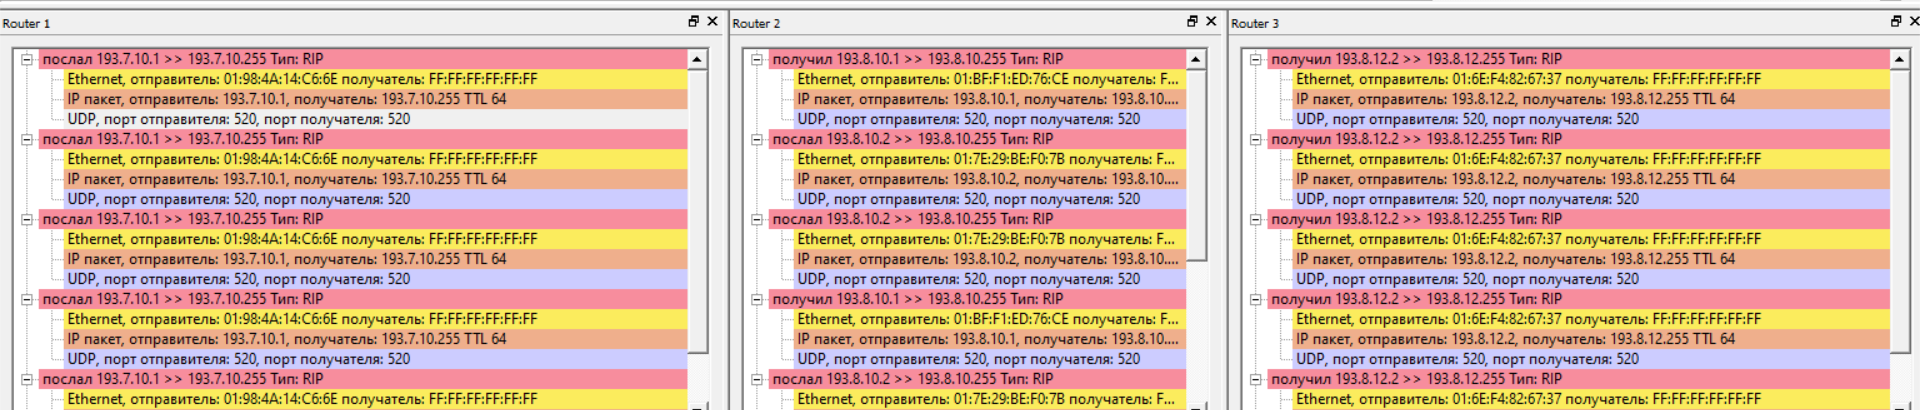 Router 1
послал 193.7.10.1 >> 193.7.10.255 Тип: RIP
Ethernet, отправитель: 01:98:4A:14:C6:6E получатель: FF:FF:FF:FF:FF:FF
IP пакет, отправитель: 193.7.10.1, получатель: 193.7.10.255 TTL 64
UDP, порт отправителя: 520, порт получателя: 520
послал 193.7.10.1 >> 193.7.10.255 Тип: RIP
Ethernet, отправитель: 01:98:4A:14:C6:6E получатель: FF:FF:FF:FF:FF:FF
IP пакет, отправитель: 193.7.10.1, получатель: 193.7.10.255 TTL 64
UDP, порт отправителя: 520, порт получателя: 520
послал 193.7.10.1 >> 193.7.10.255 Тип: RIP
Ethernet, отправитель: 01:98:4A:14:C6:6E получатель: FF:FF:FF:FF:FF:FF
IP пакет, отправитель: 193.7.10.1, получатель: 193.7.10.255 TTL 64
UDP, порт отправителя: 520, порт получателя: 520
послал 193.7.10.1 >> 193.7.10.255 Тип: RIP
Ethernet, отправитель: 01:98:4A:14:C6:6E получатель: FF:FF:FF:FF:FF:FF
IP пакет, отправитель: 193.7.10.1, получатель: 193.7.10.255 TTL 64
UDP, порт отправителя: 520, порт получателя: 520
послал 193.7.10.1 >> 193.7.10.255 Тип: RIP
Ethernet, отправитель: 01:98:4A:14:C6:6E получатель: FF:FF:FF:FF:FF:FF
Router 2
получил 193.8.10.1 >> 193.8.10.255 Тип: RIP
Ethernet, отправитель: 01:BF:F1:ED:76:CE получатель: F...
IP пакет, отправитель: 193.8.10.1, получатель: 193.8.10....
UDP, порт отправителя: 520, порт получателя: 520
послал 193.8.10.2 >> 193.8.10.255 Тип: RIP
Ethernet, отправитель: 01:7E:29:BE:F0:7B получатель: F...
IP пакет, отправитель: 193.8.10.2, получатель: 193.8.10....
UDP, порт отправителя: 520, порт получателя: 520
послал 193.8.10.2 >> 193.8.10.255 Тип: RIP
Ethernet, отправитель: 01:7E:29:BE:F0:7B получатель: F...
IP пакет, отправитель: 193.8.10.2, получатель: 193.8.10....
UDP, порт отправителя: 520, порт получателя: 520
получил 193.8.10.1 >> 193.8.10.255 Тип: RIP
Ethernet, отправитель: 01:BF:F1:ED:76:CE получатель: F...
IP пакет, отправитель: 193.8.10.1, получатель: 193.8.10....
UDP, порт отправителя: 520, порт получателя: 520
послал 193.8.10.2 >> 193.8.10.255 Тип: RIP
Ethernet, отправитель: 01:7E:29:BE:F0:7B получатель: F...
Router 3
получил 193.8.12.2 >> 193.8.12.255 Тип: RIP
Ethernet, отправитель: 01:6E:F4:82:67:37 получатель: FF:FF:FF:FF:FF:FF
IP пакет, отправитель: 193.8.12.2, получатель: 193.8.12.255 TTL 64
UDP, порт отправителя: 520, порт получателя: 520
получил 193.8.12.2 >> 193.8.12.255 Тип: RIP
Ethernet, отправитель: 01:6E:F4:82:67:37 получатель: FF:FF:FF:FF:FF:FF
IP пакет, отправитель: 193.8.12.2, получатель: 193.8.12.255 TTL 64
UDP, порт отправителя: 520, порт получателя: 520
получил 193.8.12.2 >> 193.8.12.255 Тип: RIP
Ethernet, отправитель: 01:6E:F4:82:67:37 получатель: FF:FF:FF:FF:FF:FF
IP пакет, отправитель: 193.8.12.2, получатель: 193.8.12.255 TTL 64
UDP, порт отправителя: 520, порт получателя: 520
получил 193.8.12.2 >> 193.8.12.255 Тип: RIP
Ethernet, отправитель: 01:6E:F4:82:67:37 получатель: FF:FF:FF:FF:FF:FF
IP пакет, отправитель: 193.8.12.2, получатель: 193.8.12.255 TTL 64
UDP, порт отправителя: 520, порт получателя: 520
получил 193.8.12.2 >> 193.8.12.255 Тип: RIP
Ethernet, отправитель: 01:6E:F4:82:67:37 получатель: FF:FF:FF:FF:FF:FF